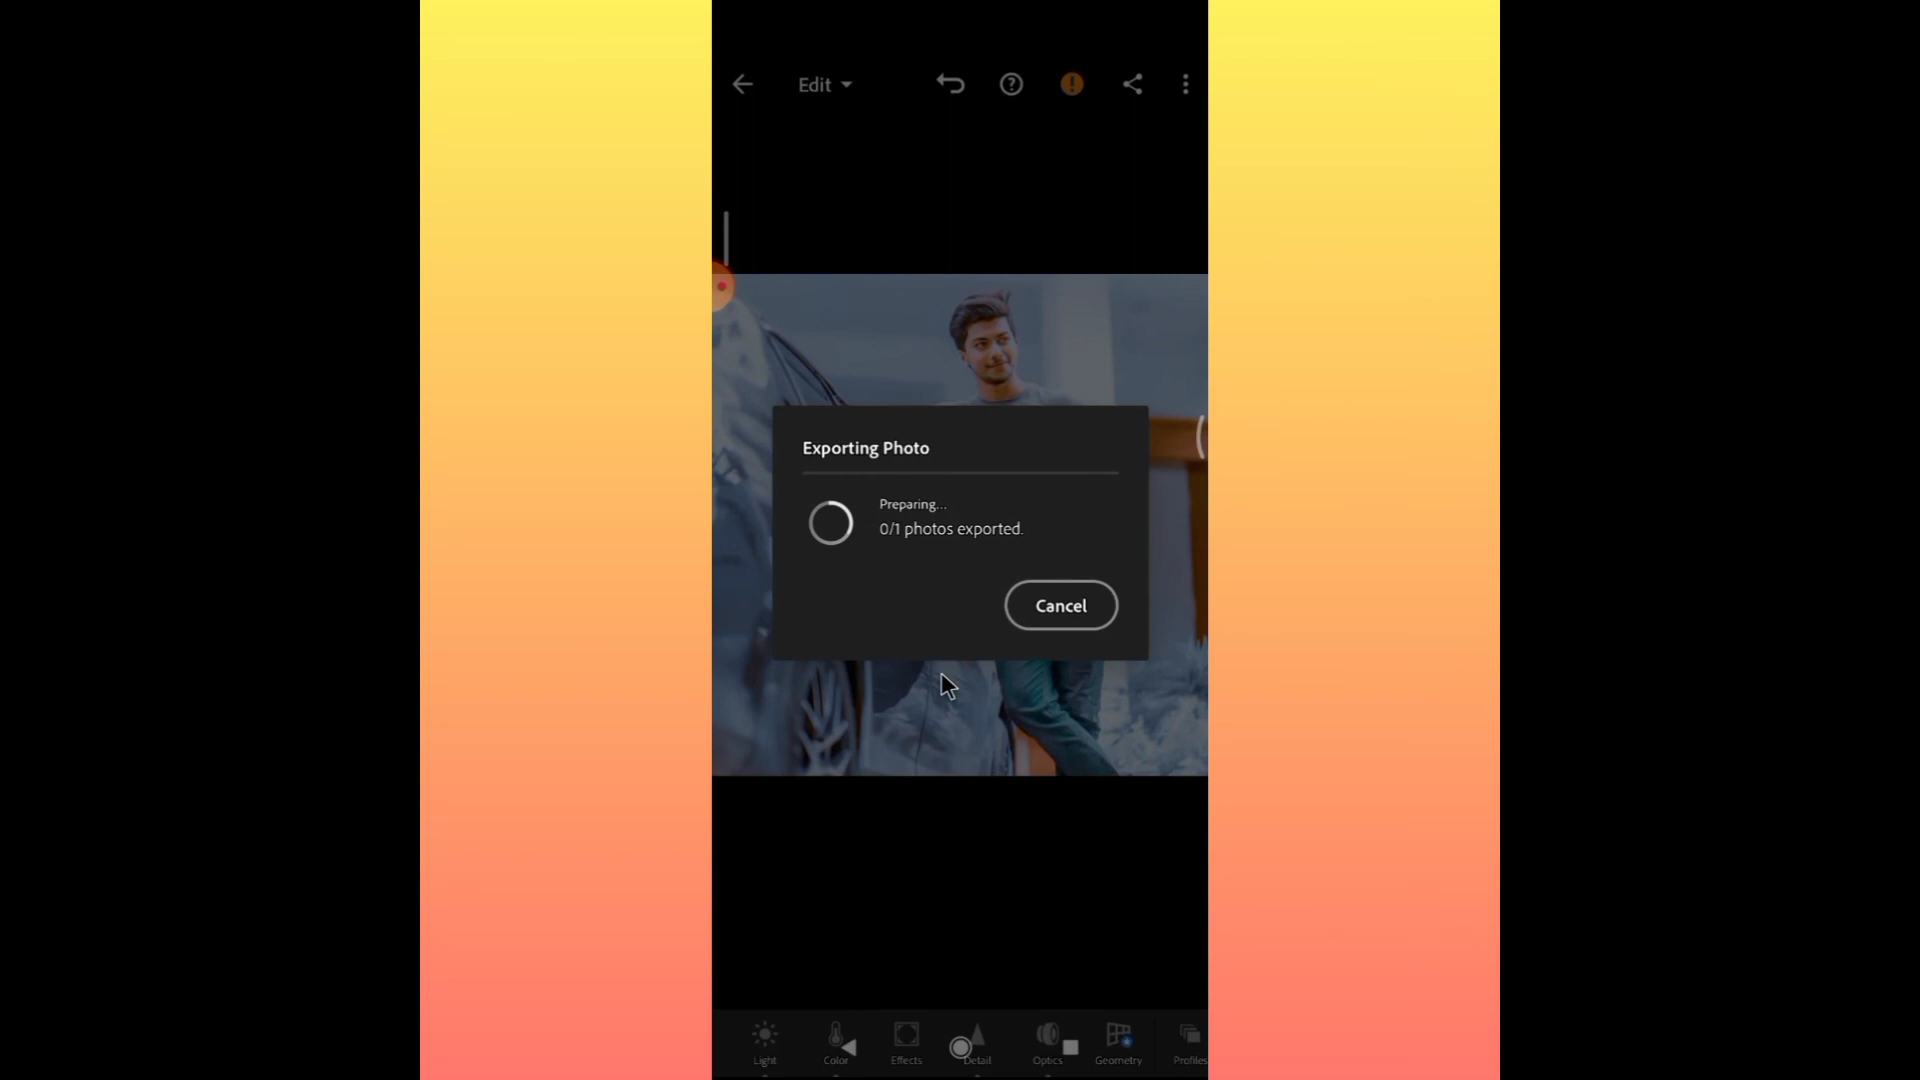 Edit
Exporting Photo
Preparing...
0/1 photos exported.
Cancel
Light
Color
Effects
Detail
Optics
Geometry
Profiles